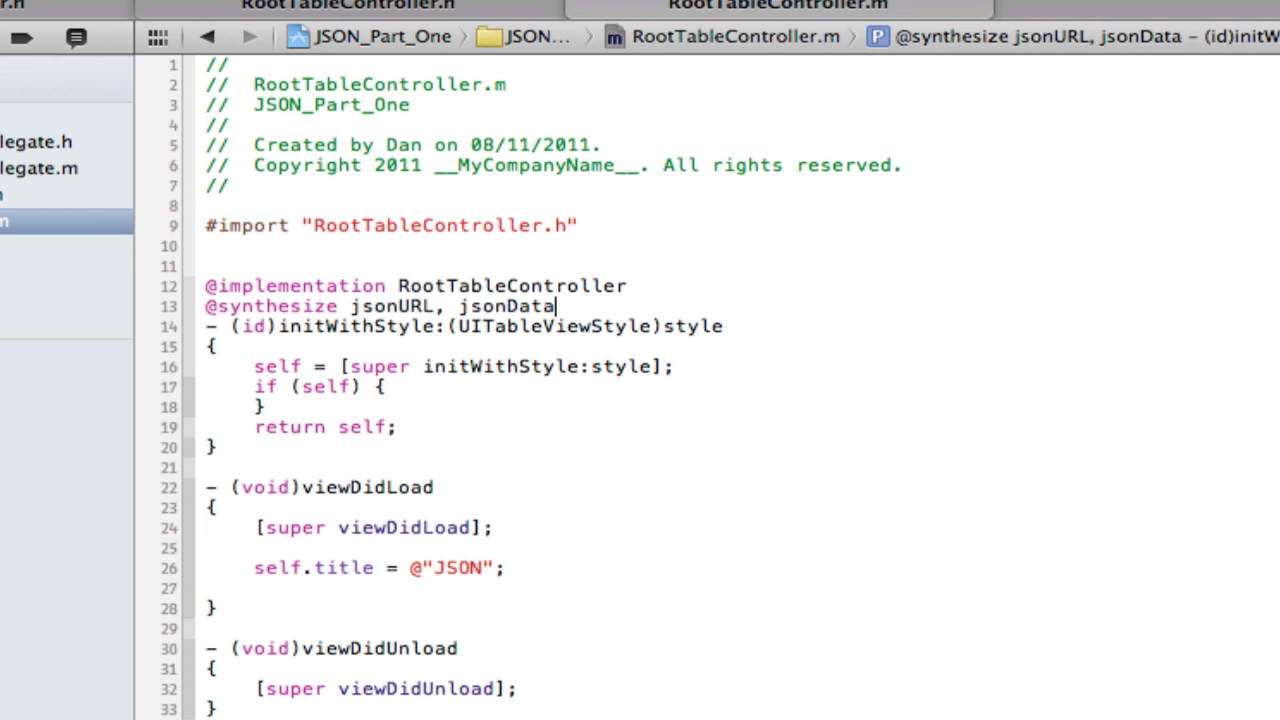 r.h
RootTableController.h
RootTableController.m
JSON_Part_One
JSON...
m
RootTableController.m
P
@synthesize jsonURL, jsonData – (id)initW
legate.h
legate.m
1 //
2 // RootTableController.m
3 // JSON_Part_One
4 //
5 // Created by Dan on 08/11/2011.
6 // Copyright 2011 __MyCompanyName__. All rights reserved.
7 //
8
9 #import "RootTableController.h"
10
11
12 @implementation RootTableController
13 @synthesize jsonURL, jsonData
14 - (id)initWithStyle:(UITableViewStyle)style
15 {
16 self = [super initWithStyle:style];
17 if (self) {
18 }
19 return self;
20 }
21
22 - (void)viewDidLoad
23 {
24 [super viewDidLoad];
25
26 self.title = @"JSON";
27
28 }
29
30 - (void)viewDidUnload
31 {
32 [super viewDidUnload];
33 }